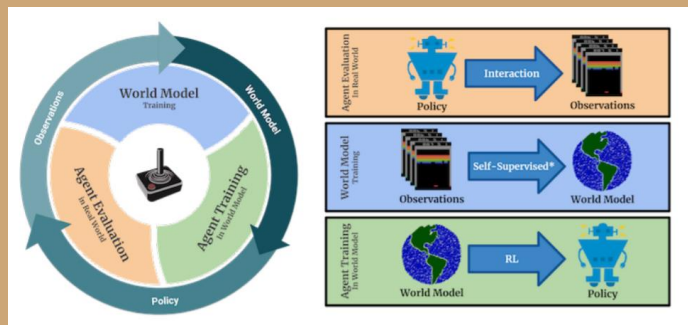 Observations
World Model
World Model
Training
Agent Evaluation
in Real World
Agent Training
In World Model
Policy
Agent Evaluation
In Real World
Policy
Interaction
Observations
World Model
Training
Observations
Self-Supervised*
World Model
Agent Training
In World Model
World Model
RL
Policy